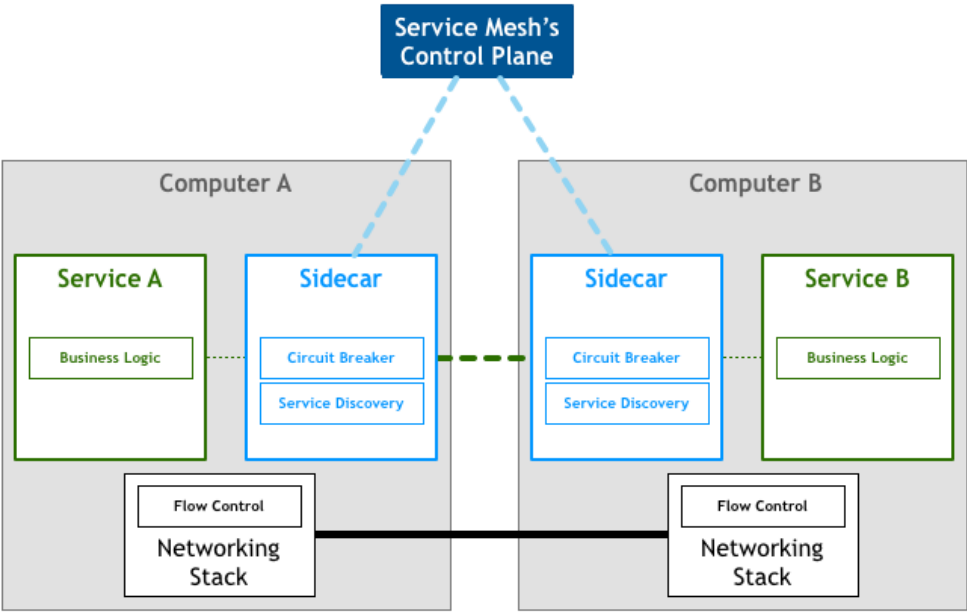 Service Mesh's
Control Plane
Computer A
Computer B
Service A
Sidecar
Sidecar
Service B
Business Logic
Circuit Breaker
Circuit Breaker
Business Logic
Service Discovery
Service Discovery
Flow Control
Flow Control
Networking
Stack
Networking
Stack